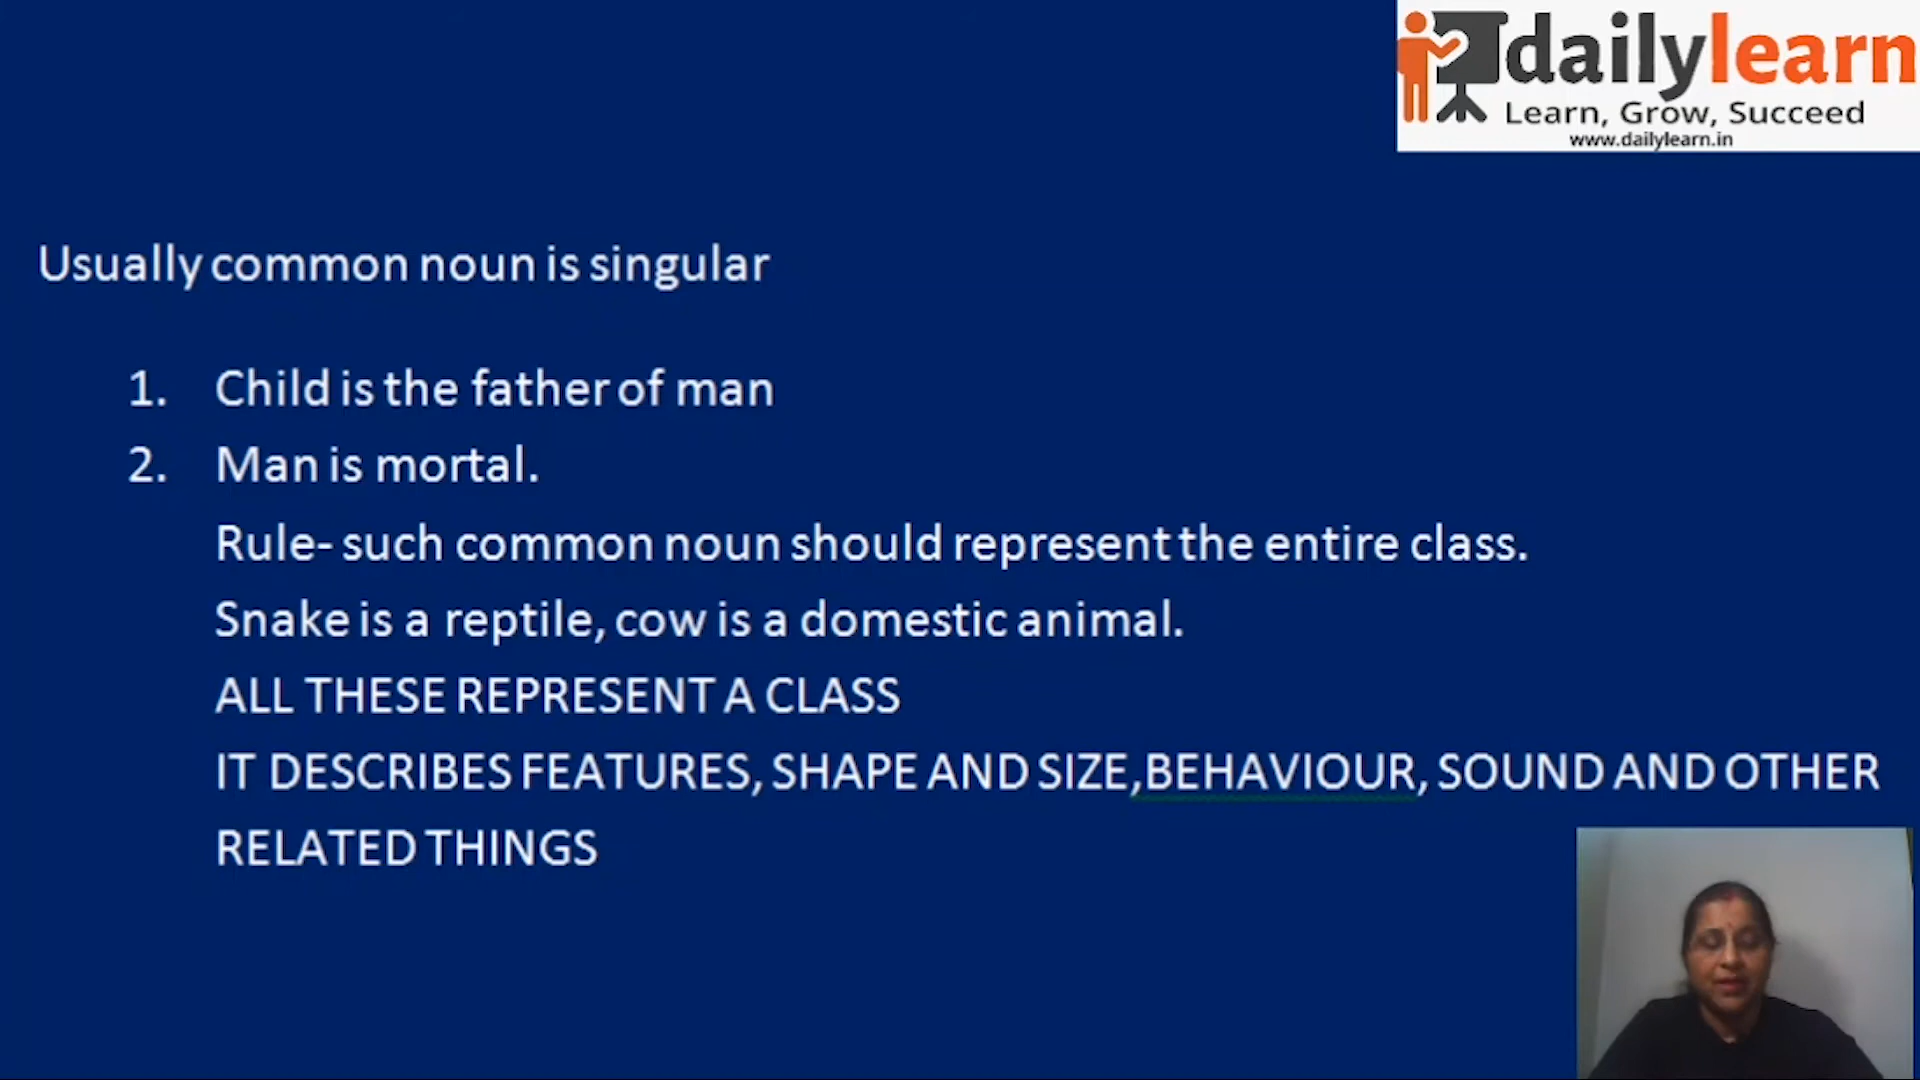 dailylearn
Learn, Grow, Succeed
www.dailylearn.in
Usually common noun is singular
1. Child is the father of man
2. Man is mortal.
Rule- such common noun should represent the entire class.
Snake is a reptile, cow is a domestic animal.
ALL THESE REPRESENT A CLASS
IT DESCRIBES FEATURES, SHAPE AND SIZE,BEHAVIOUR, SOUND AND OTHER
RELATED THINGS